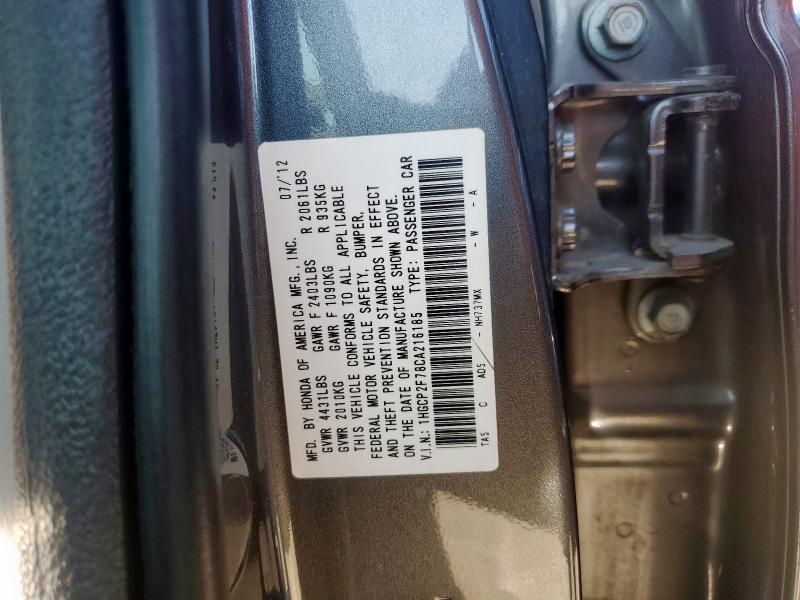 MFD. BY HONDA OF AMERICA MFG., INC. 07/12
GVWR 4431LBS GAWR F 2403LBS R 2061LBS
GVWR 2010KG GAWR F 1090KG R 935KG
THIS VEHICLE CONFORMS TO ALL APPLICABLE
FEDERAL MOTOR VEHICLE SAFETY, BUMPER,
AND THEFT PREVENTION STANDARDS IN EFFECT
ON THE DATE OF MANUFACTURE SHOWN ABOVE.
V.I.N.: 1HGCP2F78CA216185 TYPE: PASSENGER CAR
TA5 C AD5 - NH737MX - W - A